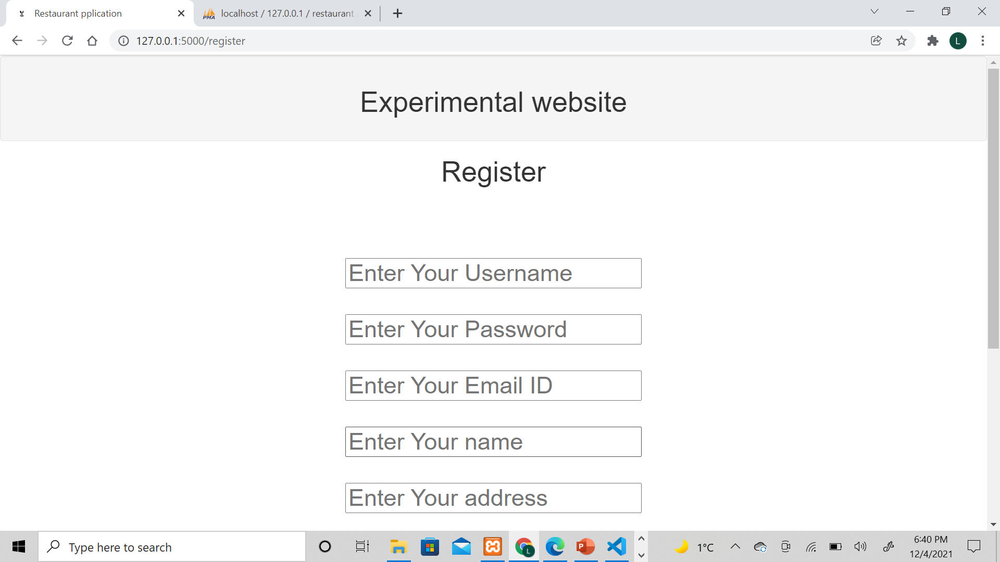 Restaurant pplication
localhost / 127.0.0.1 / restaurant
127.0.0.1:5000/register
L
Experimental website
Register
Enter Your Username
Enter Your Password
Enter Your Email ID
Enter Your name
Enter Your address
Type here to search
1°C
6:40 PM
12/4/2021